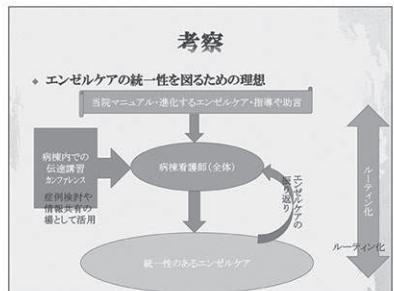 考察
エンゼルケアの統一性を図るための理想
当院マニュアル・進化するエンゼルケア・指導や助言
病棟内での
伝達講習
カンファレンス
症例検討や
情報共有の
場として活用
病棟看護師(全体)
エンゼルケアの
振り返り
統一性のあるエンゼルケア
ルーティン化
ルーティン化